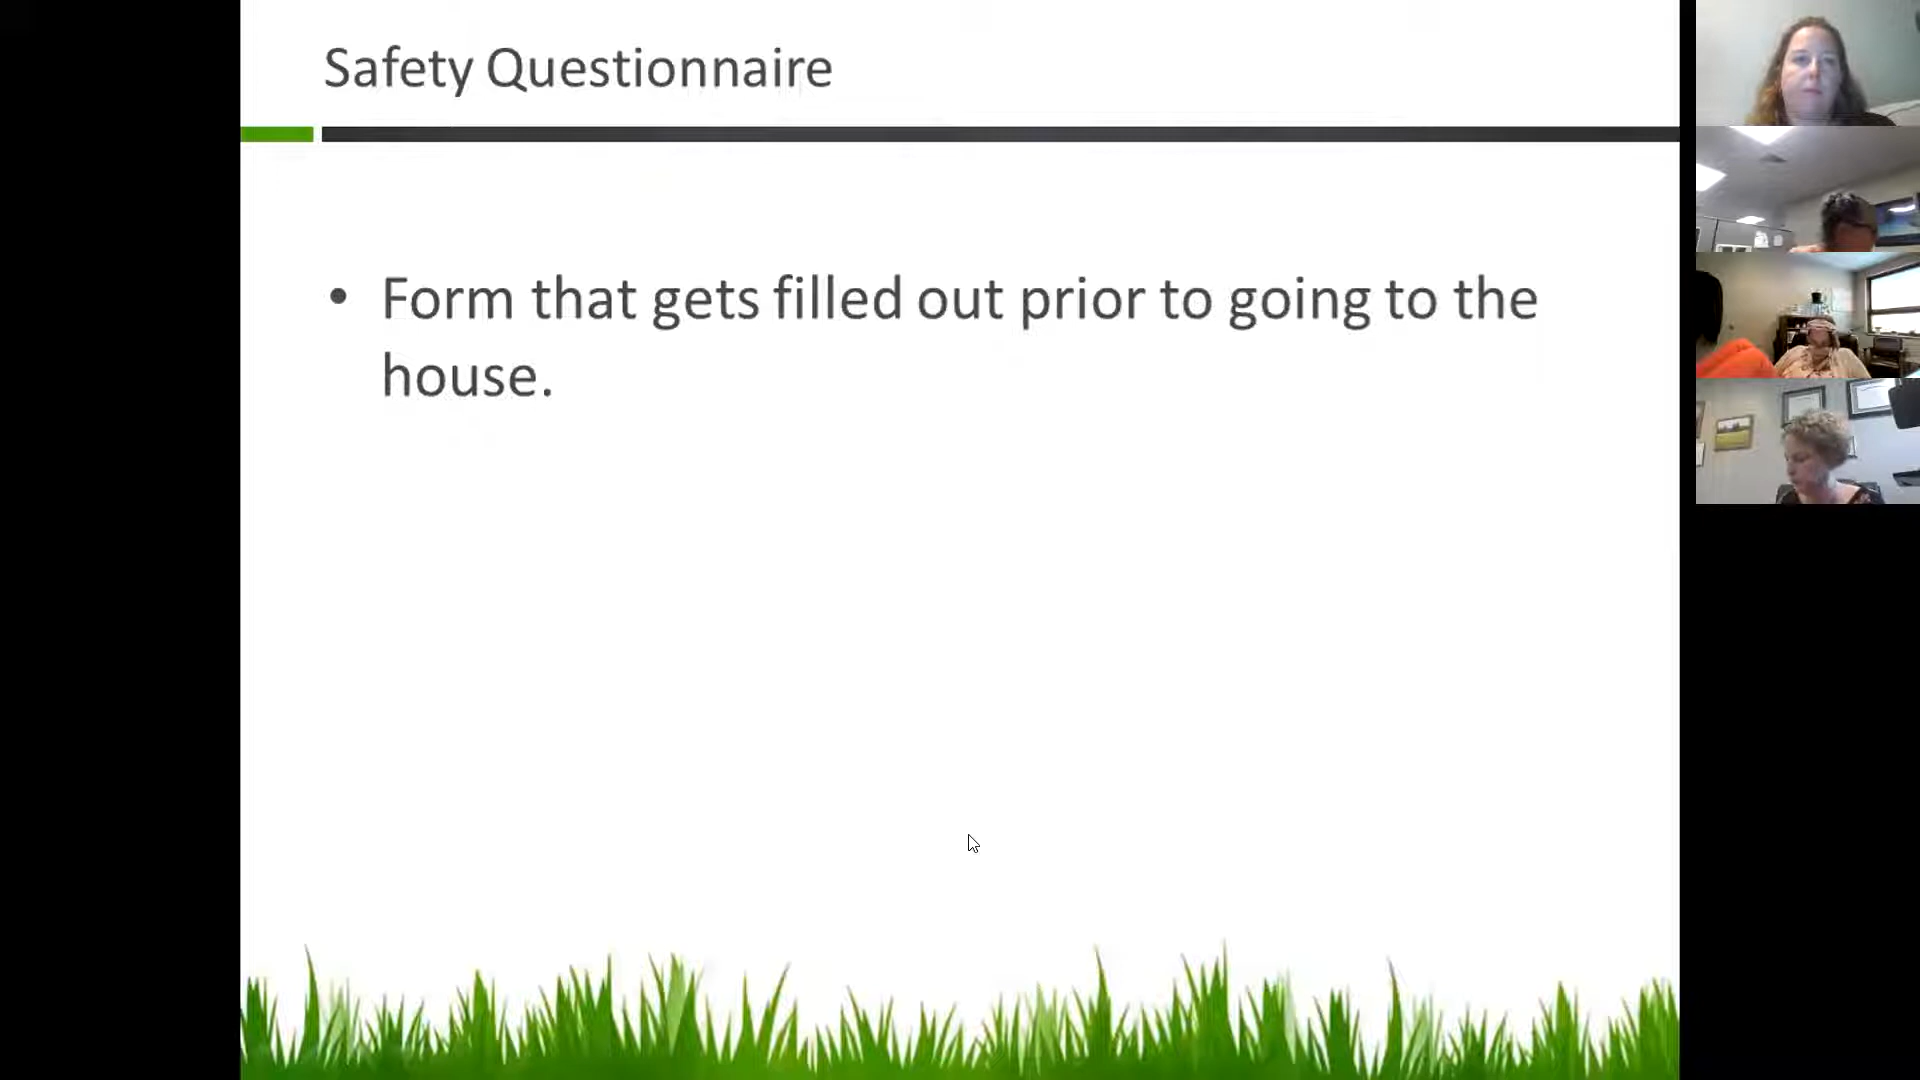 Safety Questionnaire
• Form that gets filled out prior to going to the
house.